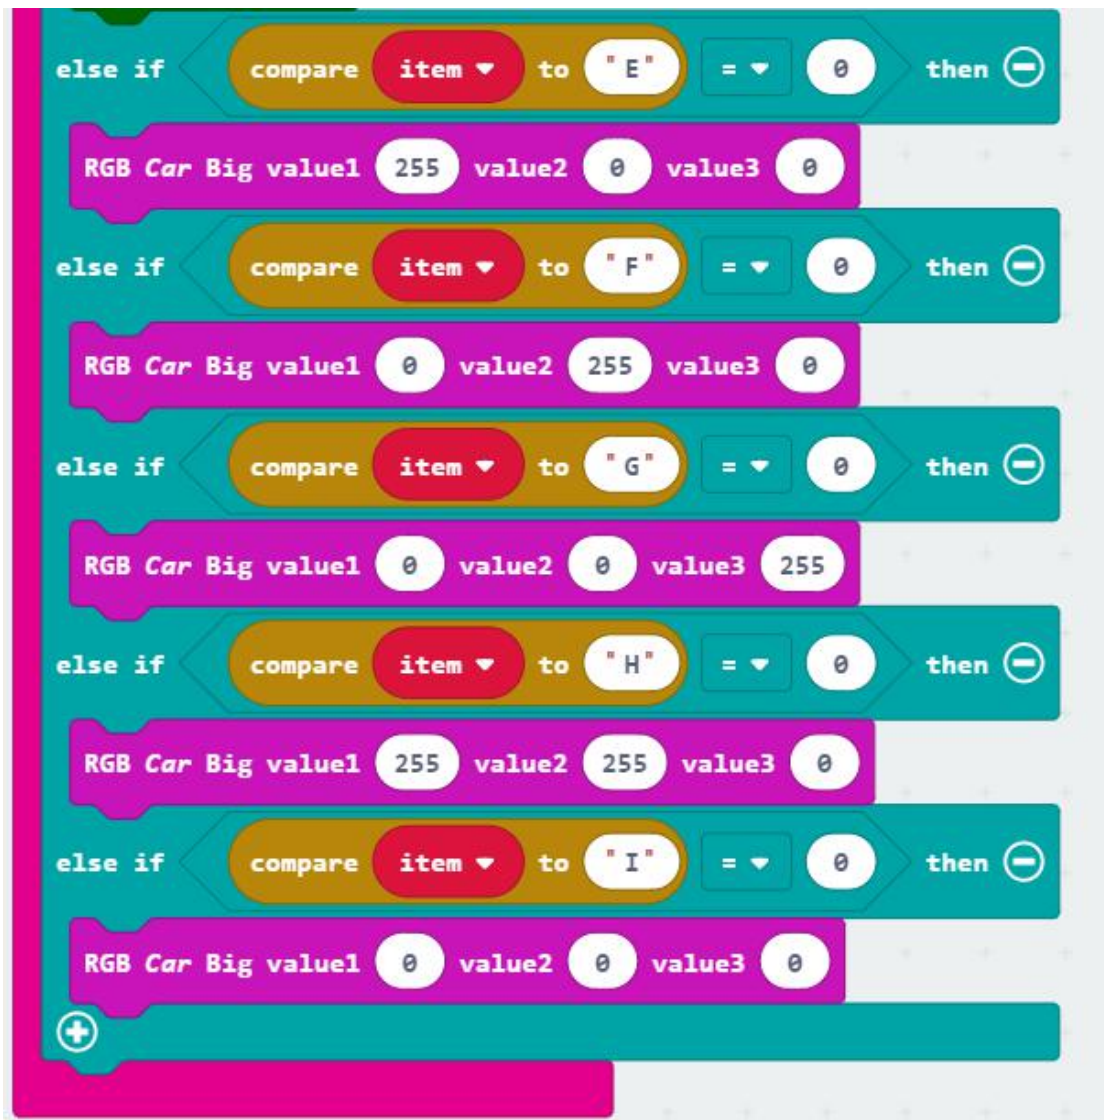 else if compare item to "E" = 0 then
RGB Car Big value1 255 value2 0 value3 0
else if compare item to "F" = 0 then
RGB Car Big value1 0 value2 255 value3 0
else if compare item to "G" = 0 then
RGB Car Big value1 0 value2 0 value3 255
else if compare item to "H" = 0 then
RGB Car Big value1 255 value2 255 value3 0
else if compare item to "I" = 0 then
RGB Car Big value1 0 value2 0 value3 0